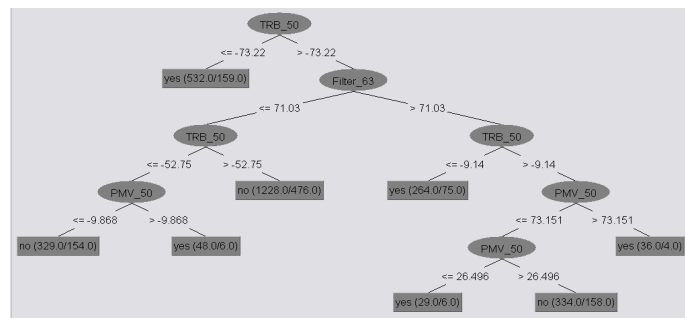 TRB_50
<= -73.22 > -73.22
yes (532.0/159.0) Filter_63
<= 71.03 > 71.03
TRB_50 TRB_50
<= -52.75 > -52.75 <= -9.14 > -9.14
PMV_50 no (1228.0/476.0) yes (264.0/75.0) PMV_50
<= -9.868 > -9.868 <= 73.151 > 73.151
no (329.0/154.0) yes (48.0/6.0) PMV_50 yes (36.0/4.0)
<= 26.496 > 26.496
yes (29.0/6.0) no (334.0/158.0)